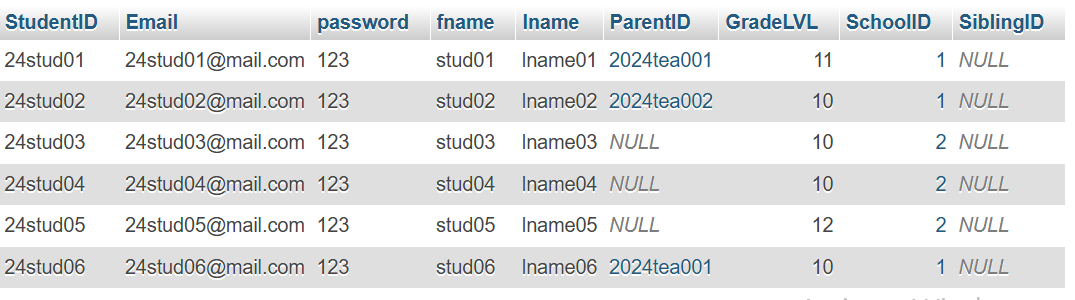 StudentID Email password fname lname ParentID GradeLVL SchoolID SiblingID
24stud01 24stud01@mail.com 123 stud01 lname01 2024tea001 11 1 NULL
24stud02 24stud02@mail.com 123 stud02 lname02 2024tea002 10 1 NULL
24stud03 24stud03@mail.com 123 stud03 lname03 NULL 10 2 NULL
24stud04 24stud04@mail.com 123 stud04 lname04 NULL 10 2 NULL
24stud05 24stud05@mail.com 123 stud05 lname05 NULL 12 2 NULL
24stud06 24stud06@mail.com 123 stud06 lname06 2024tea001 10 1 NULL